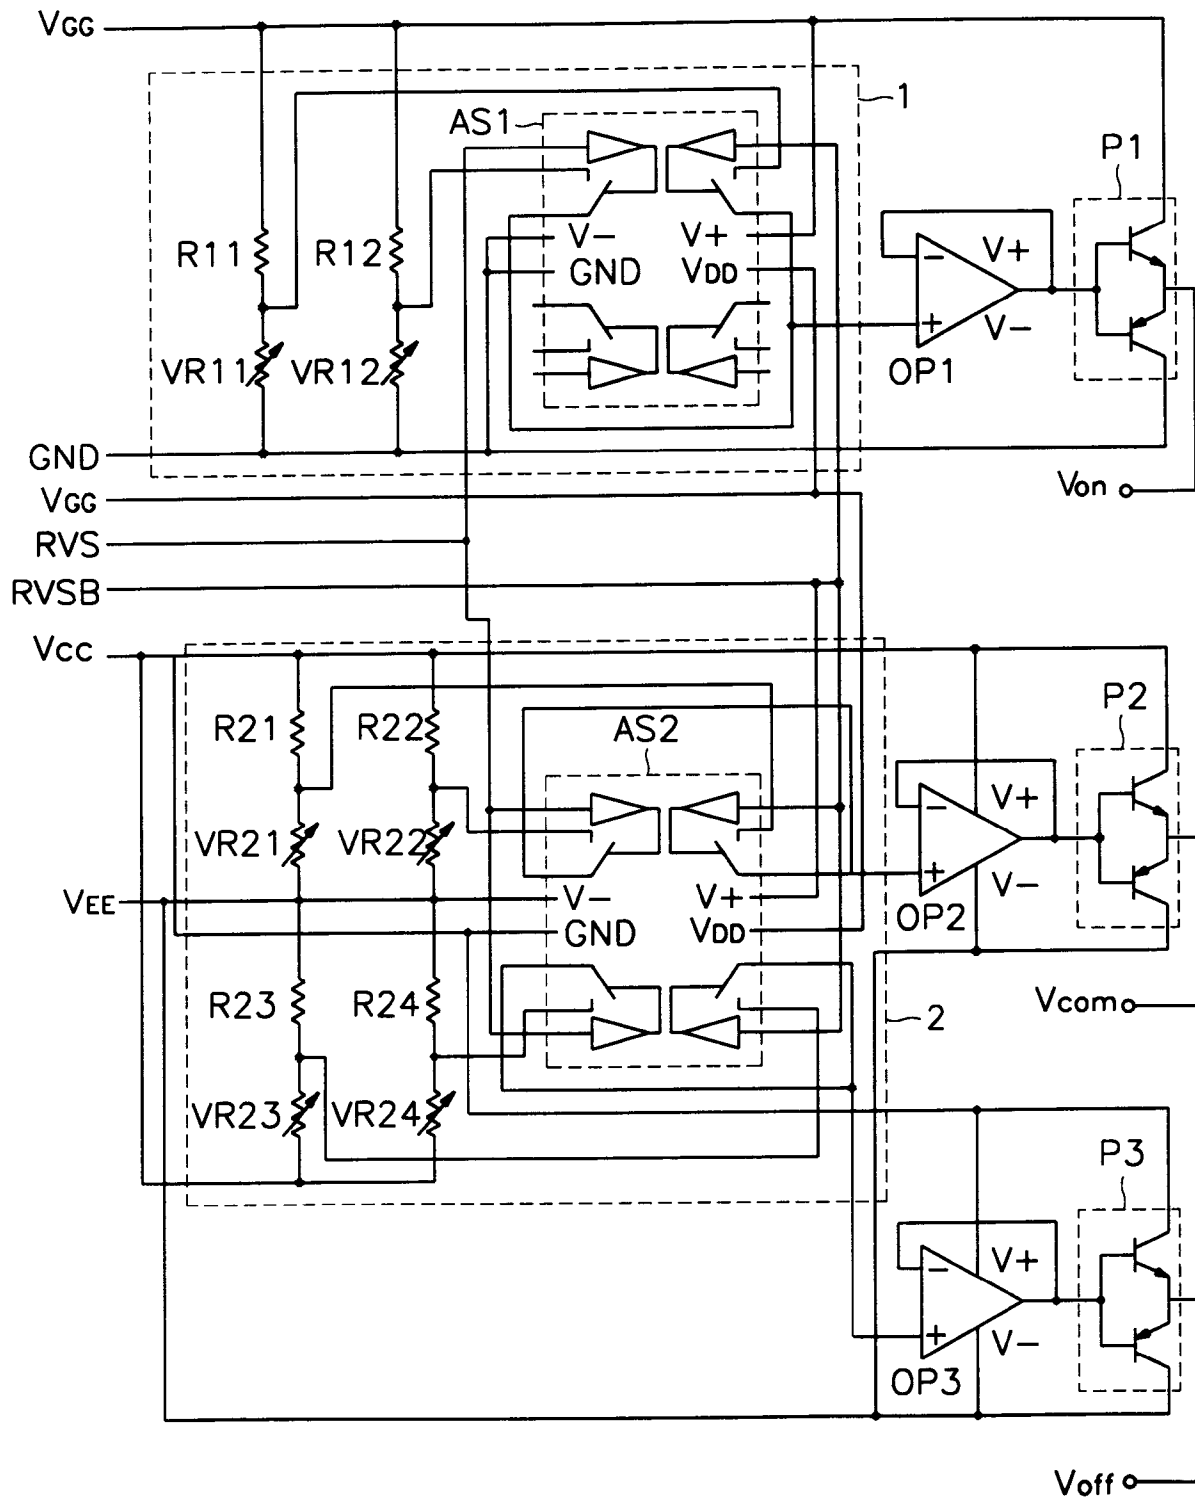 VGG
1
AS1
P1
R11
R12
V-
V+
GND
VDD
V+
-
+
V-
VR11
VR12
OP1
GND
VGG
Von
RVS
RVSB
VCC
P2
R21
R22
AS2
V+
-
VR21
VR22
+
V-
VEE
V-
V+
OP2
GND
VDD
R23
R24
2
Vcom
VR23
VR24
P3
V+
-
+
V-
OP3
Voff